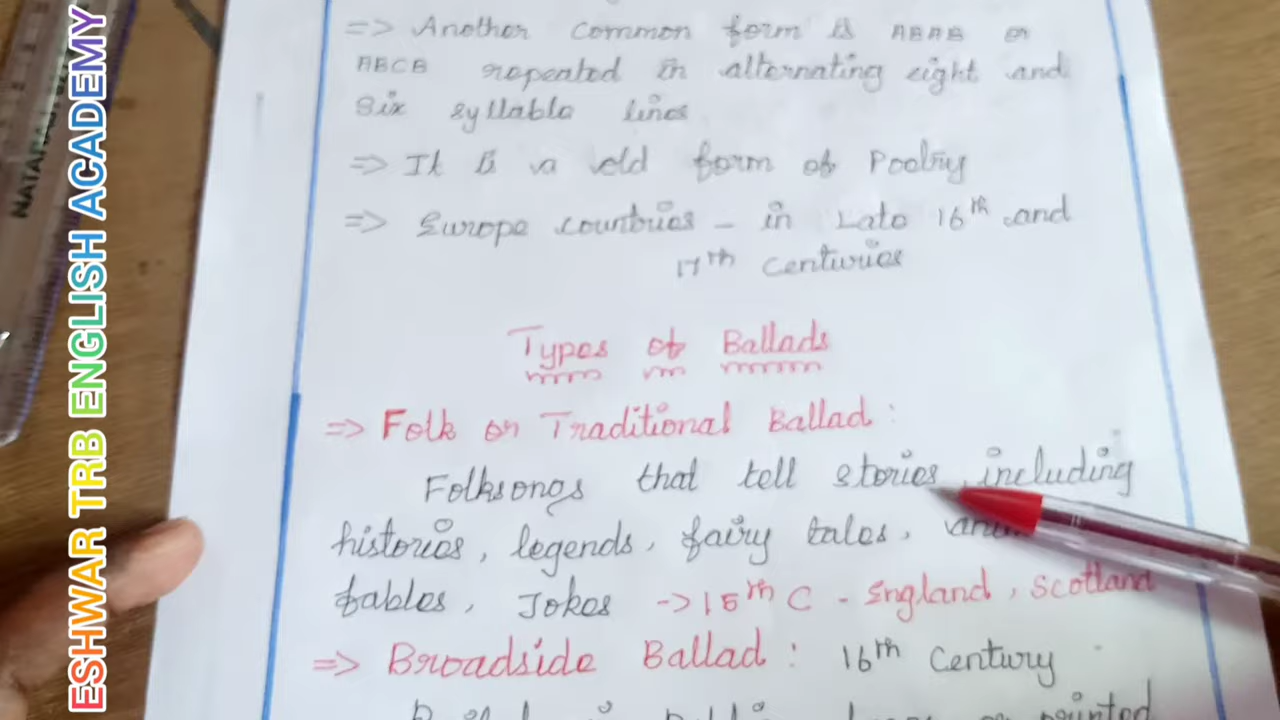 => Another common form is ABAB or
ABCB repeated in alternating eight and
Six syllable lines
=> It is a old form of Poetry
=> Europe countries - in Late 16th and
17th Centuries
Types of Ballads
=> Folk or Traditional Ballad :
Folksongs that tell stories, including
histories, legends, fairy tales,
fables, Jokes -> 15th C - England, Scotland
=> Broadside Ballad : 16th Century
printed
ESHWAR TRB ENGLISH ACADEMY